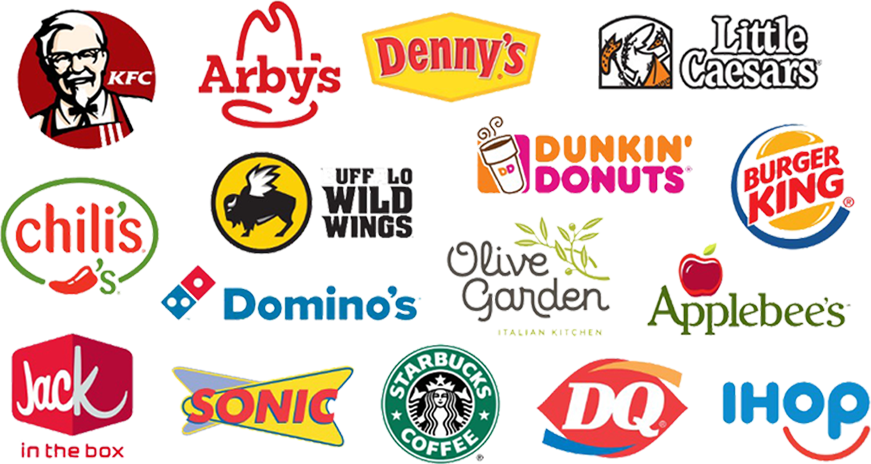 KFC
Arby's
Denny's
Little
Caesars
chili's
's
UFF LO
WILD
WINGS
DUNKIN'
DONUTS
DD
BURGER
KING
Domino's
Olive
Garden
ITALIAN KITCHEN
Applebee's
Jack
in the box
SONIC
STARBUCKS
COFFEE
DQ
IHOP